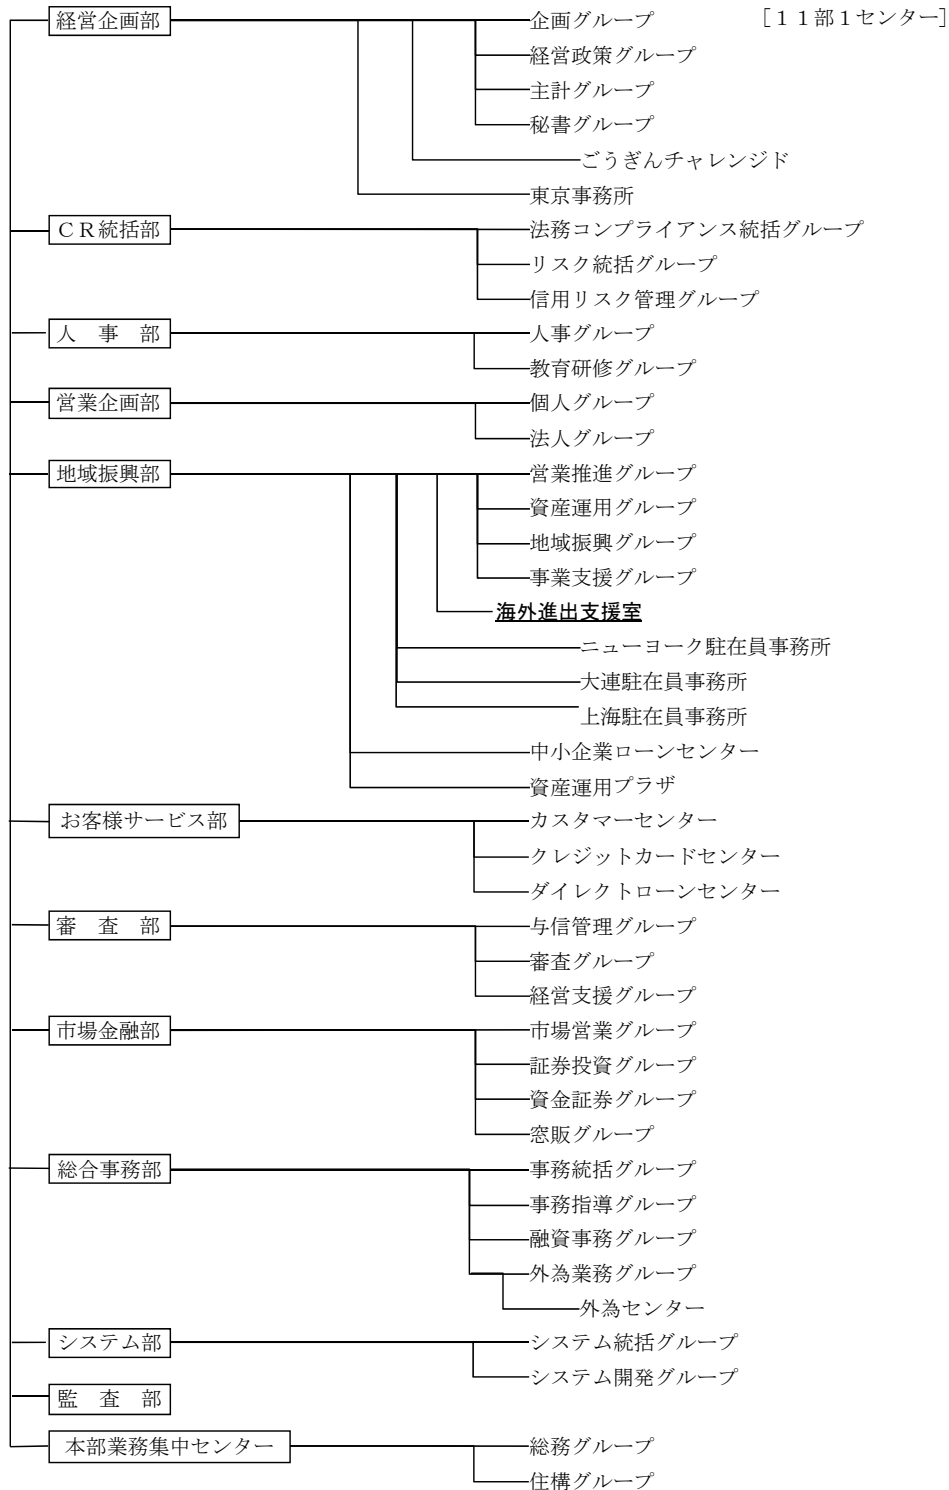 経営企画部 企画グループ ［１１部１センター］
経営政策グループ
主計グループ
秘書グループ
ごうぎんチャレンジド
東京事務所
ＣＲ統括部 法務コンプライアンス統括グループ
リスク統括グループ
信用リスク管理グループ
人　事　部 人事グループ
教育研修グループ
営業企画部 個人グループ
法人グループ
地域振興部 営業推進グループ
資産運用グループ
地域振興グループ
事業支援グループ
海外進出支援室
ニューヨーク駐在員事務所
大連駐在員事務所
上海駐在員事務所
中小企業ローンセンター
資産運用プラザ
お客様サービス部 カスタマーセンター
クレジットカードセンター
ダイレクトローンセンター
審　査　部 与信管理グループ
審査グループ
経営支援グループ
市場金融部 市場営業グループ
証券投資グループ
資金証券グループ
窓販グループ
総合事務部 事務統括グループ
事務指導グループ
融資事務グループ
外為業務グループ
外為センター
システム部 システム統括グループ
システム開発グループ
監　査　部
本部業務集中センター 総務グループ
住構グループ